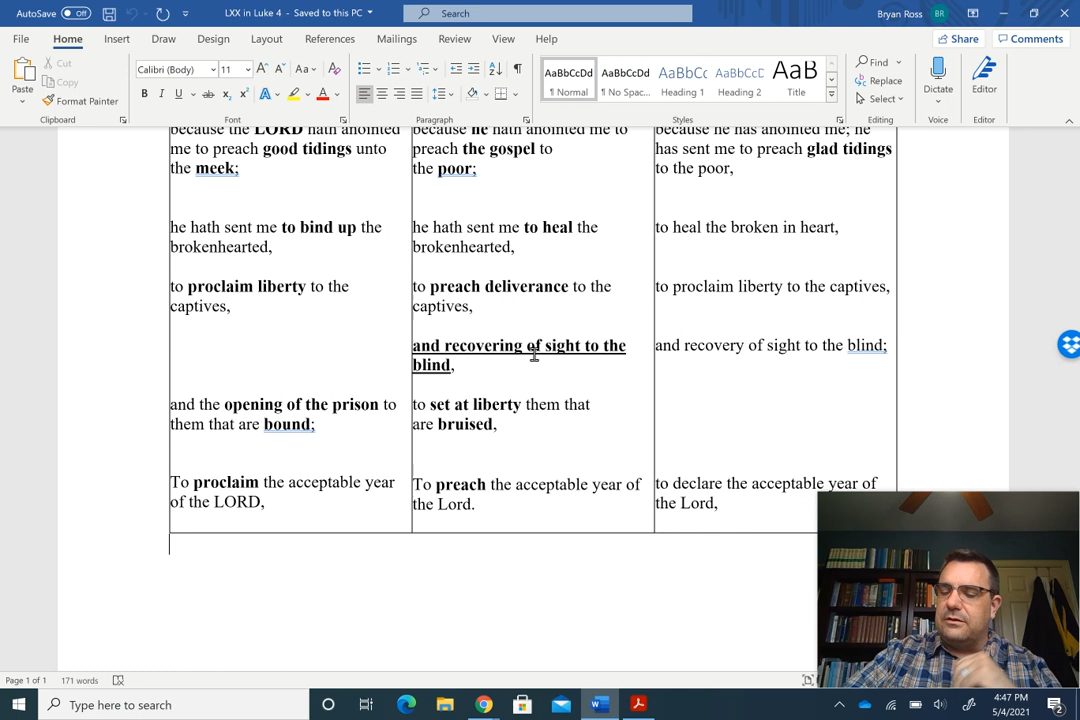 AutoSave Off LXX in Luke 4 - Saved to this PC Search Bryan Ross BR
File Home Insert Draw Design Layout References Mailings Review View Help Share Comments
Paste Cut Copy Format Painter Clipboard
Calibri (Body) 11 Aa A
B I U ab x₂ x² A A Font
Paragraph
AaBbCcDd AaBbCcDd AaBbCc AaBbCcD AaB
¶ Normal ¶ No Spac... Heading 1 Heading 2 Title
Styles
Find Replace Select Editing
Dictate Voice
Editor Editor
because the LORD hath anointed
me to preach good tidings unto
the meek;
he hath sent me to bind up the
brokenhearted,
to proclaim liberty to the
captives,
and the opening of the prison to
them that are bound;
To proclaim the acceptable year
of the LORD,
because he hath anointed me to
preach the gospel to
the poor;
he hath sent me to heal the
brokenhearted,
to preach deliverance to the
captives,
and recovering of sight to the
blind,
to set at liberty them that
are bruised,
To preach the acceptable year of
the Lord.
because he has anointed me; he
has sent me to preach glad tidings
to the poor,
to heal the broken in heart,
to proclaim liberty to the captives,
and recovery of sight to the blind;
to declare the acceptable year of
the Lord,
Page 1 of 1 171 words
Type here to search
4:47 PM
5/4/2021
2